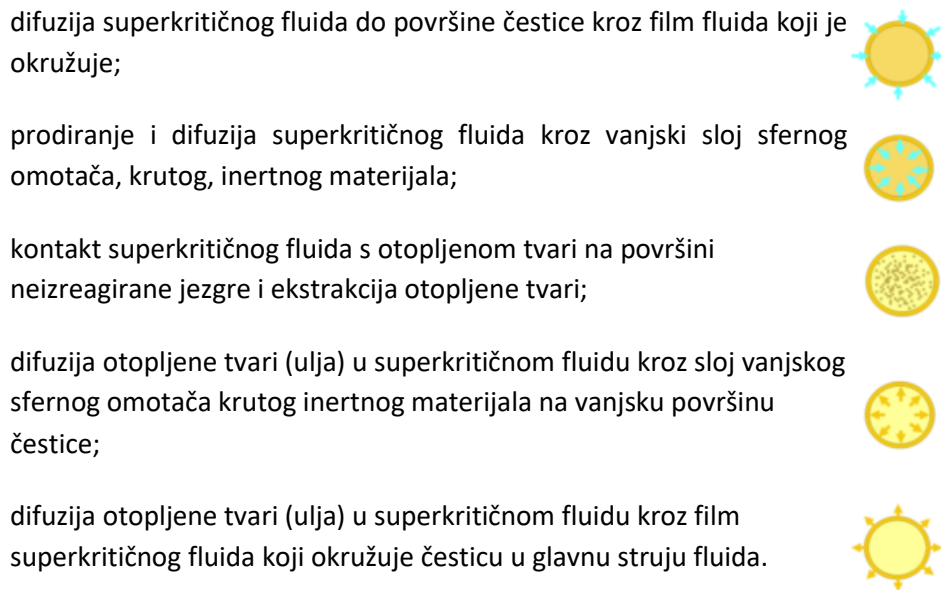 difuzija superkritičnog fluida do površine čestice kroz film fluida koji je
okružuje;
prodiranje i difuzija superkritičnog fluida kroz vanjski sloj sfernog
omotača, krutog, inertnog materijala;
kontakt superkritičnog fluida s otopljenom tvari na površini
neizreagirane jezgre i ekstrakcija otopljene tvari;
difuzija otopljene tvari (ulja) u superkritičnom fluidu kroz sloj vanjskog
sfernog omotača krutog inertnog materijala na vanjsku površinu
čestice;
difuzija otopljene tvari (ulja) u superkritičnom fluidu kroz film
superkritičnog fluida koji okružuje česticu u glavnu struju fluida.